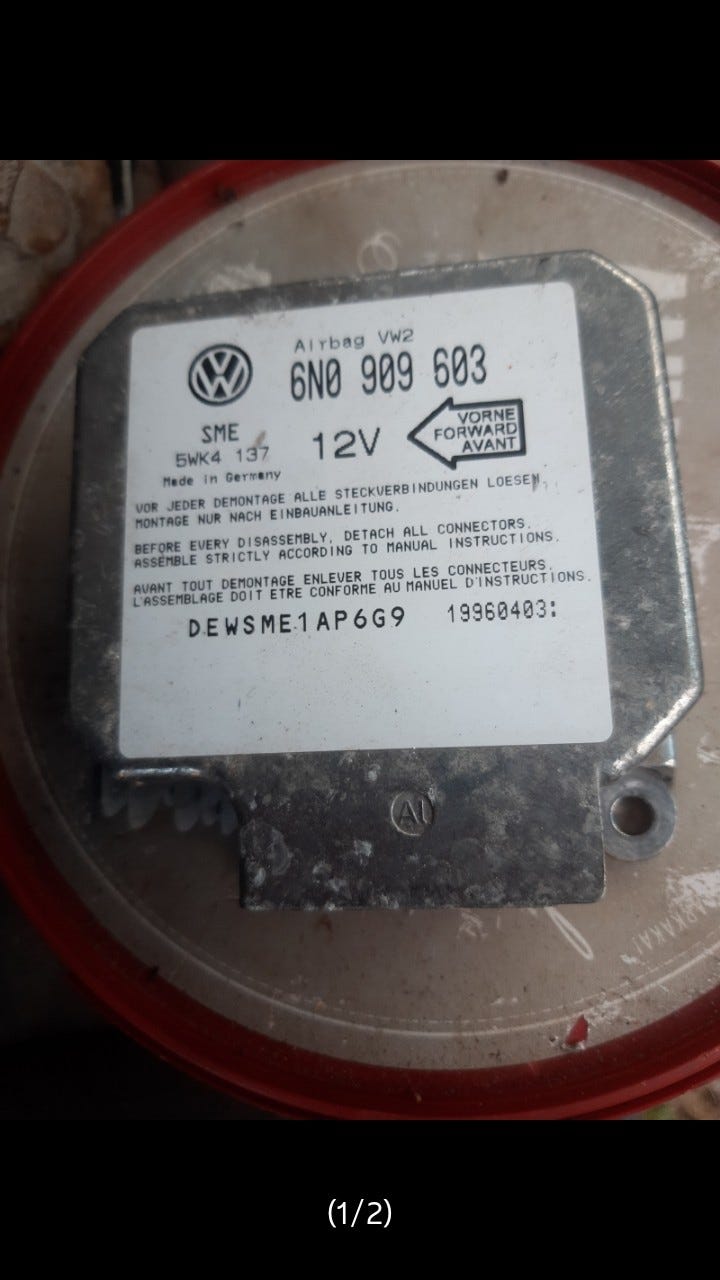 Airbag VW2
6N0 909 603
SME
5WK4 137
Made in Germany
12V
VORNE
FORWARD
AVANT
VOR JEDER DEMONTAGE ALLE STECKVERBINDUNGEN LOESEN,
MONTAGE NUR NACH EINBAUANLEITUNG.
BEFORE EVERY DISASSEMBLY, DETACH ALL CONNECTORS.
ASSEMBLE STRICTLY ACCORDING TO MANUAL INSTRUCTIONS.
AVANT TOUT DEMONTAGE ENLEVER TOUS LES CONNECTEURS.
L'ASSEMBLAGE DOIT ETRE CONFORME AU MANUEL D'INSTRUCTIONS.
DEWSME1AP6G9 19960403:
Al
(1/2)